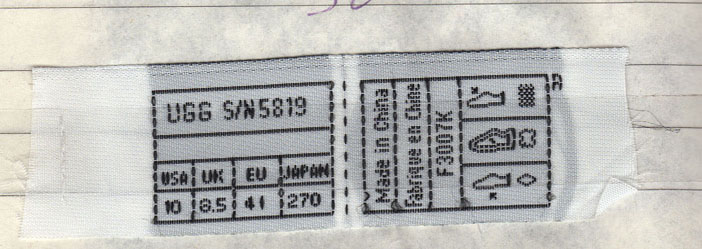 UGG S/N5819
USA UK EU JAPAN
10 8.5 41 270
Made in China
Fabriqué en Chine
F3007K